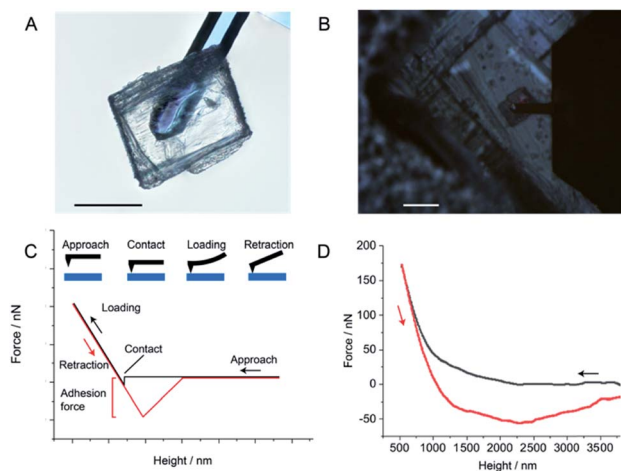 A
B
C
Approach Contact Loading Retraction
Loading
Retraction
Contact
Approach
Adhesion
force
Force / nN
Height / nm
D
200
150
100
50
0
-50
500 1000 1500 2000 2500 3000 3500
Force / nN
Height / nm